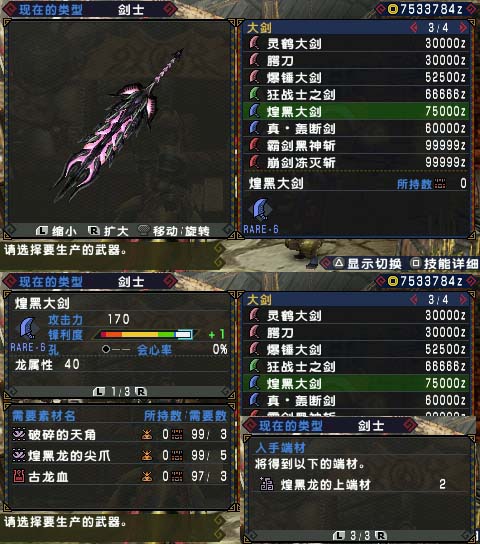 现在的类型 剑士
7533784z
大剑
3/4
灵鹤大剑 30000z
腭刀 30000z
爆锤大剑 52500z
狂战士之剑 66666z
煌黑大剑 75000z
真・轰断剑 60000z
霸剑黑神斩 99999z
崩剑冻灭斩 99999z
煌黑大剑 所持数 0
RARE-6
L 缩小 R 扩大 移动/旋转
请选择要生产的武器。
△显示切换 □技能详细
现在的类型 剑士
7533784z
煌黑大剑
攻击力 170
锋利度 +1
RARE-6 孔 ●-- 会心率 0%
龙属性 40
L 1/3 R
大剑
3/4
灵鹤大剑 30000z
腭刀 30000z
爆锤大剑 52500z
狂战士之剑 66666z
煌黑大剑 75000z
真・轰断剑 60000z
需要素材名 所持数/需要数
破碎的天角 0 99/ 3
煌黑龙的尖爪 0 99/ 5
古龙血 0 97/ 3
请选择要生产的武器。
现在的类型 剑士
入手端材
将得到以下的端材。
煌黑龙的上端材 2
L 3/3 R